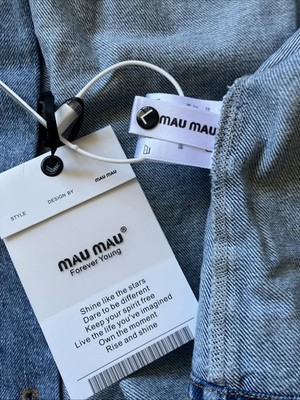 MAU MAU
STYLE
DESIGN BY
MAU MAU
MAU MAU®
Forever Young
Shine like the stars
Dare to be different
Keep your spirit free
Live the life you've imagined
Own the moment
Rise and shine